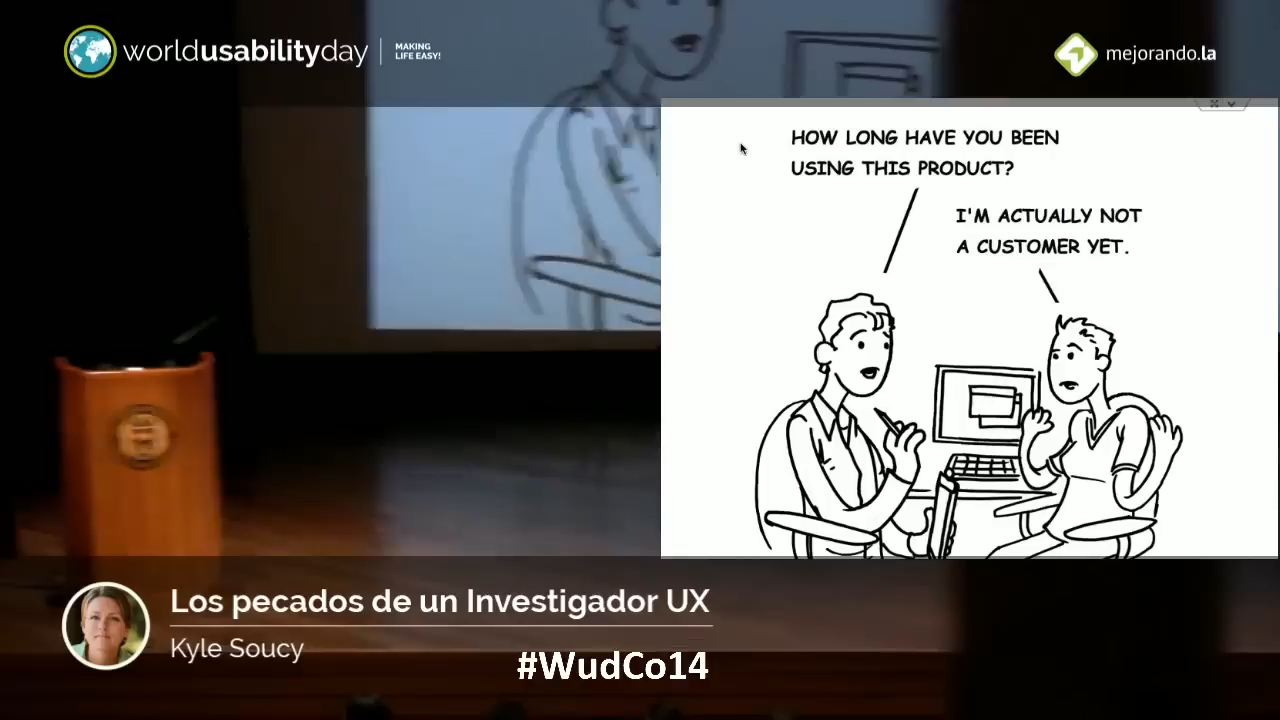 worldusabilityday
MAKING
LIFE EASY!
mejorando.la
HOW LONG HAVE YOU BEEN
USING THIS PRODUCT?
I'M ACTUALLY NOT
A CUSTOMER YET.
Los pecados de un Investigador UX
Kyle Soucy
#WudCo14